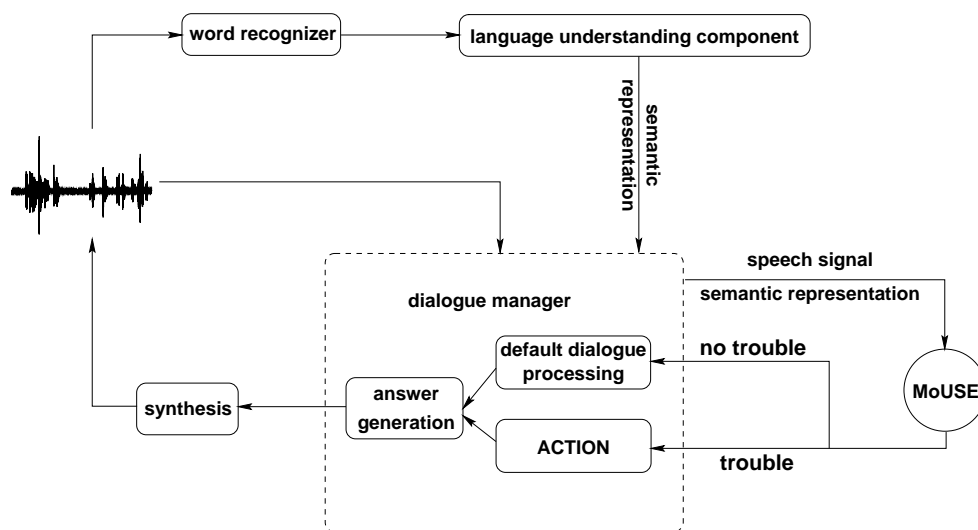 word recognizer
language understanding component
semantic
representation
speech signal
semantic representation
dialogue manager
default dialogue
processing
no trouble
answer
generation
synthesis
MoUSE
ACTION
trouble